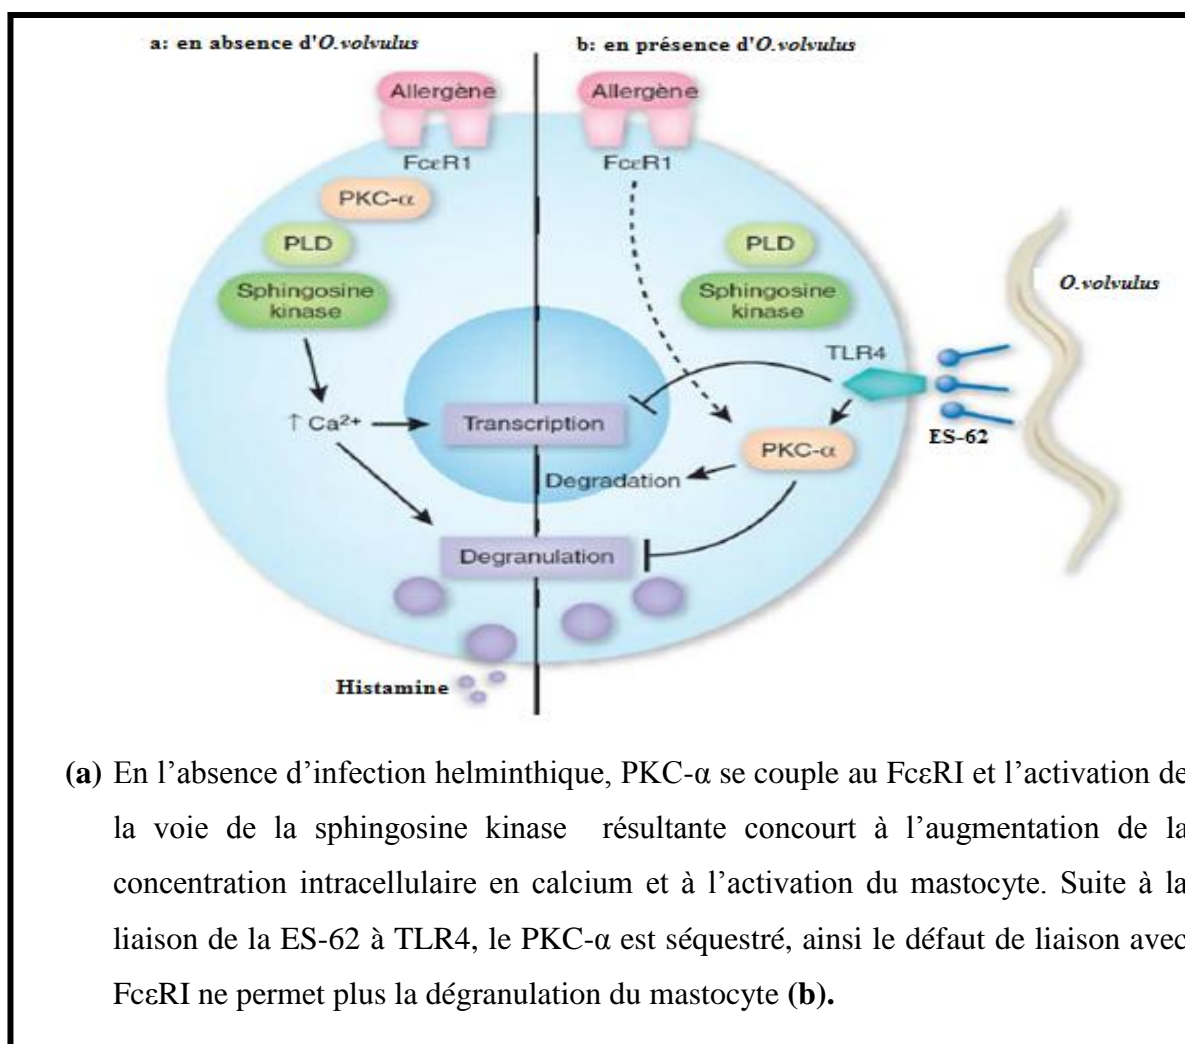 a: en absence d'O.volvulus
b: en présence d'O.volvulus
Allergène
Allergène
FcεR1
FcεR1
PKC-α
PLD
PLD
Sphingosine
kinase
Sphingosine
kinase
O.volvulus
TLR4
↑ Ca2+
Transcription
ES-62
PKC-α
Degradation
Degranulation
Histamine
(a) En l’absence d’infection helminthique, PKC-α se couple au FcεRI et l’activation de
la voie de la sphingosine kinase résultante concourt à l’augmentation de la
concentration intracellulaire en calcium et à l’activation du mastocyte. Suite à la
liaison de la ES-62 à TLR4, le PKC-α est séquestré, ainsi le défaut de liaison avec
FcεRI ne permet plus la dégranulation du mastocyte (b).